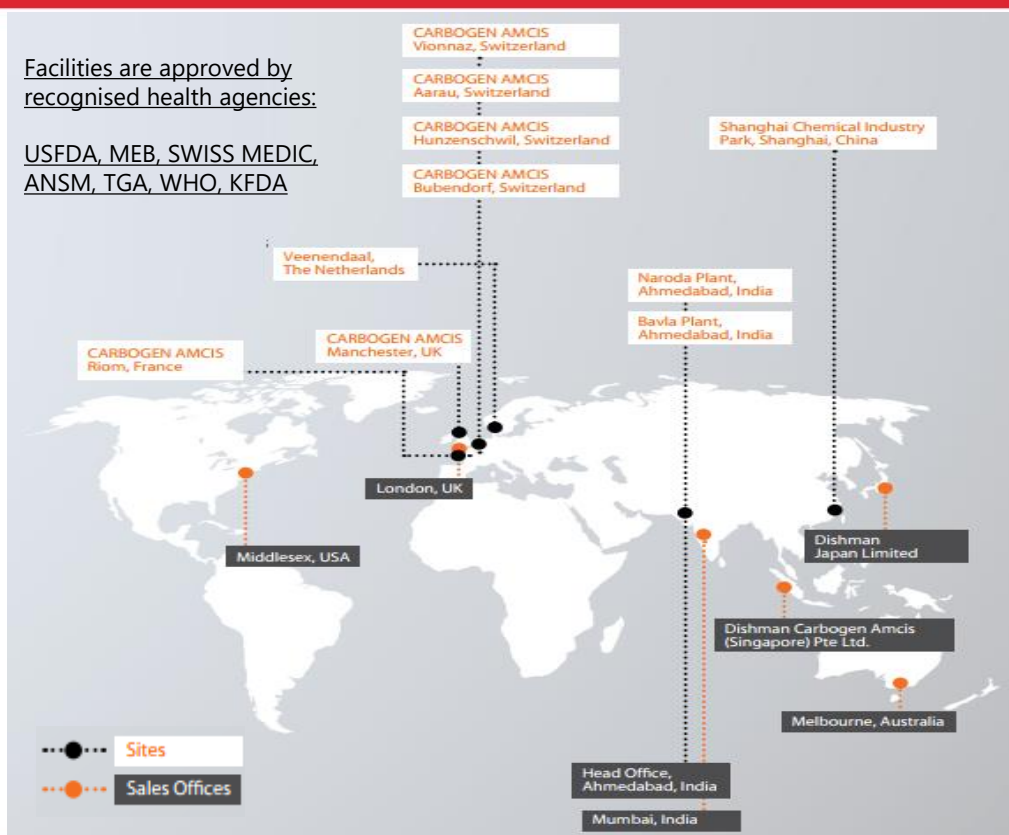 Facilities are approved by
recognised health agencies:
USFDA, MEB, SWISS MEDIC,
ANSM, TGA, WHO, KFDA
CARBOGEN AMCIS
Vionnaz, Switzerland
CARBOGEN AMCIS
Aarau, Switzerland
CARBOGEN AMCIS
Hunzenschwil, Switzerland
CARBOGEN AMCIS
Bubendorf, Switzerland
Shanghai Chemical Industry
Park, Shanghai, China
Veenendaal,
The Netherlands
Naroda Plant,
Ahmedabad, India
Bavla Plant,
Ahmedabad, India
CARBOGEN AMCIS
Manchester, UK
CARBOGEN AMCIS
Riom, France
London, UK
Middlesex, USA
Dishman
Japan Limited
Dishman Carbogen Amcis
(Singapore) Pte Ltd.
Melbourne, Australia
Sites
Sales Offices
Head Office,
Ahmedabad, India
Mumbai, India